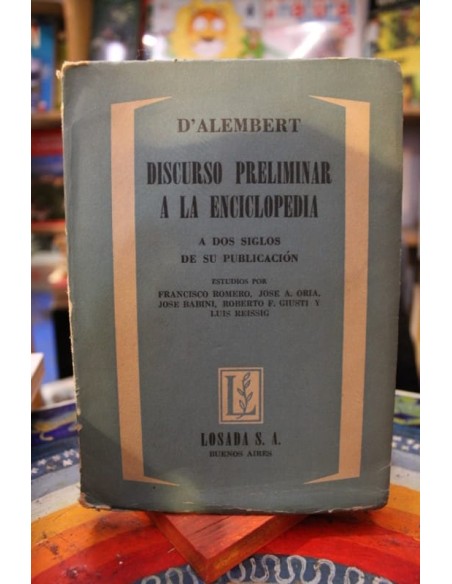 D'ALEMBERT
DISCURSO PRELIMINAR
A LA ENCICLOPEDIA
A DOS SIGLOS
DE SU PUBLICACIÓN
ESTUDIOS POR
FRANCISCO ROMERO, JOSE A. ORIA,
JOSE BABINI, ROBERTO F. GIUSTI Y
LUIS REISSIG
L
LOSADA S. A.
BUENOS AIRES